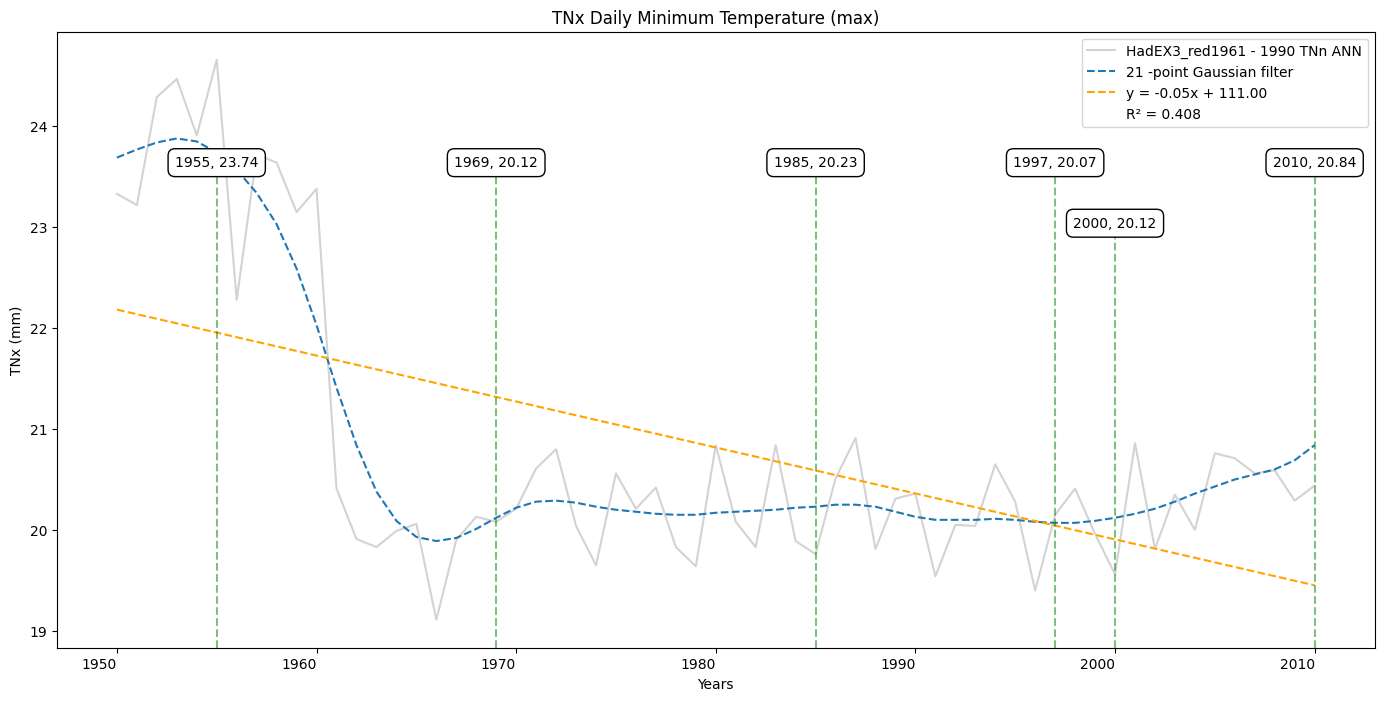 TNx Daily Minimum Temperature (max)
HadEX3_red1961 - 1990 TNn ANN
21 -point Gaussian filter
y = -0.05x + 111.00
R² = 0.408
24
23
22
21
20
19
TNx (mm)
1955, 23.74
1969, 20.12
1985, 20.23
1997, 20.07
2010, 20.84
2000, 20.12
1950
1960
1970
1980
1990
2000
2010
Years